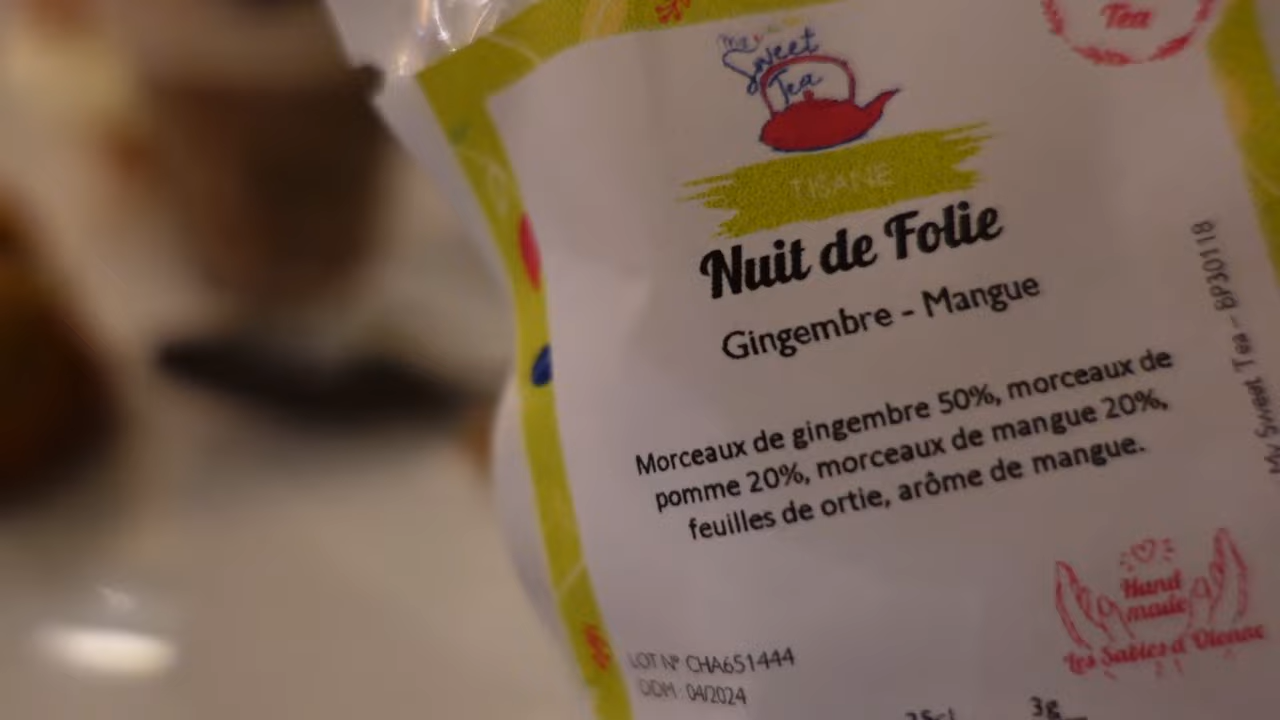 Tea
my
Sweet
Tea
TISANE
Nuit de Folie
Gingembre - Mangue
Morceaux de gingembre 50%, morceaux de
pomme 20%, morceaux de mangue 20%,
feuilles de ortie, arôme de mangue.
My Sweet Tea - BP30118
Hand
made
Les Sables d'Olonne
LOT N° CHA651444
DDM : 04/2024
25cl
3g